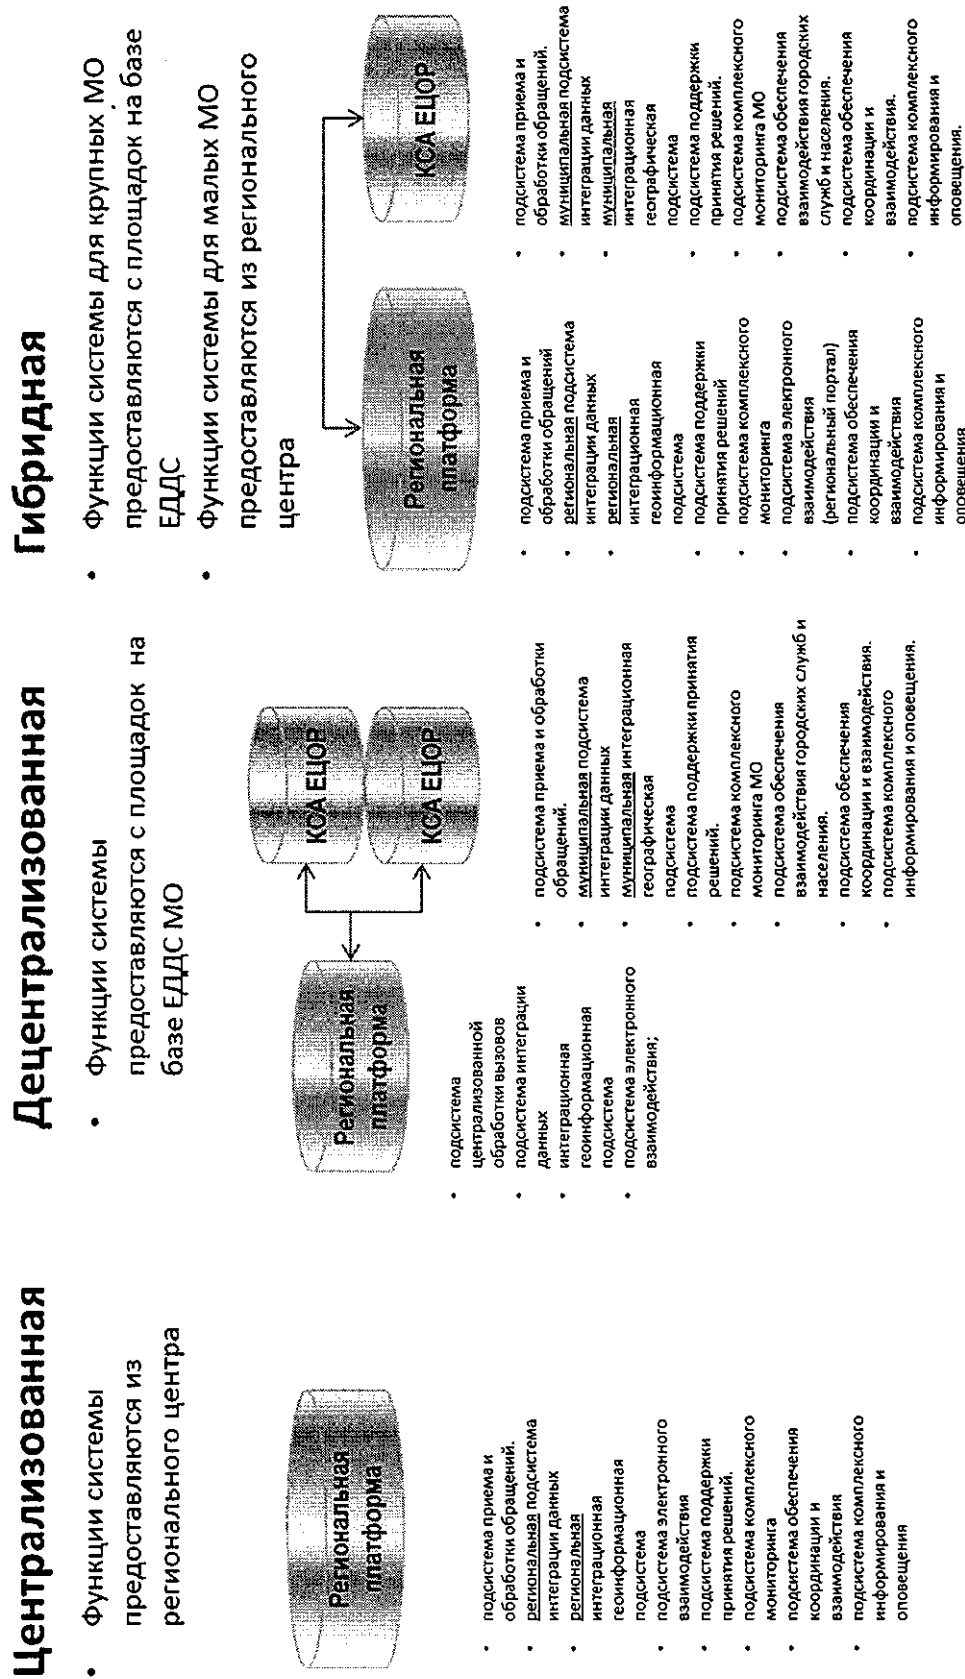 Централизованная
• Функции системы
предоставляются из
регионального центра
Региональная
платформа
• подсистема приема и
обработки обращений.
• региональная подсистема
интеграции данных
• региональная
интеграционная
геоинформационная
подсистема
• подсистема электронного
взаимодействия
• подсистема поддержки
принятия решений.
• подсистема комплексного
мониторинга
• подсистема обеспечения
координации и
взаимодействия
• подсистема комплексного
информирования и
оповещения
Децентрализованная
• Функции системы
предоставляются с площадок на
базе ЕДДС МО
Региональная
платформа
КСА ЕЦОР
КСА ЕЦОР
• подсистема
централизованной
обработки вызовов
• подсистема интеграции
данных
• интеграционная
геоинформационная
подсистема
• подсистема электронного
взаимодействия;
• подсистема приема и обработки
обращений.
• муниципальная подсистема
интеграции данных
• муниципальная интеграционная
географическая
подсистема
• подсистема поддержки принятия
решений.
• подсистема комплексного
мониторинга МО
• подсистема обеспечения
взаимодействия городских служб и
населения.
• подсистема обеспечения
координации и взаимодействия.
• подсистема комплексного
информирования и оповещения.
Гибридная
• Функции системы для крупных МО
предоставляются с площадок на базе
ЕДДС
• Функции системы для малых МО
предоставляются из регионального
центра
Региональная
платформа
КСА ЕЦОР
• подсистема приема и
обработки обращений
• региональная подсистема
интеграции данных
• региональная
интеграционная
геоинформационная
подсистема
• подсистема поддержки
принятия решений
• подсистема комплексного
мониторинга
• подсистема электронного
взаимодействия
(региональный портал)
• подсистема обеспечения
координации и
взаимодействия
• подсистема комплексного
информирования и
оповещения
• подсистема приема и
обработки обращений.
• муниципальная подсистема
интеграции данных
• муниципальная
интеграционная
географическая
подсистема
• подсистема поддержки
принятия решений.
• подсистема комплексного
мониторинга МО
• подсистема обеспечения
взаимодействия городских
служб и населения.
• подсистема обеспечения
координации и
взаимодействия.
• подсистема комплексного
информирования и
оповещения.